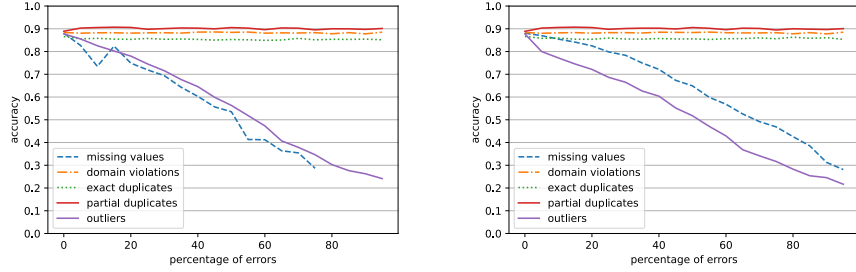 1.0
0.9
0.8
0.7
0.6
0.5
0.4
0.3
0.2
0.1
0.0
accuracy
missing values
domain violations
exact duplicates
partial duplicates
outliers
0 20 40 60 80
percentage of errors
1.0
0.9
0.8
0.7
0.6
0.5
0.4
0.3
0.2
0.1
0.0
accuracy
missing values
domain violations
exact duplicates
partial duplicates
outliers
0 20 40 60 80
percentage of errors